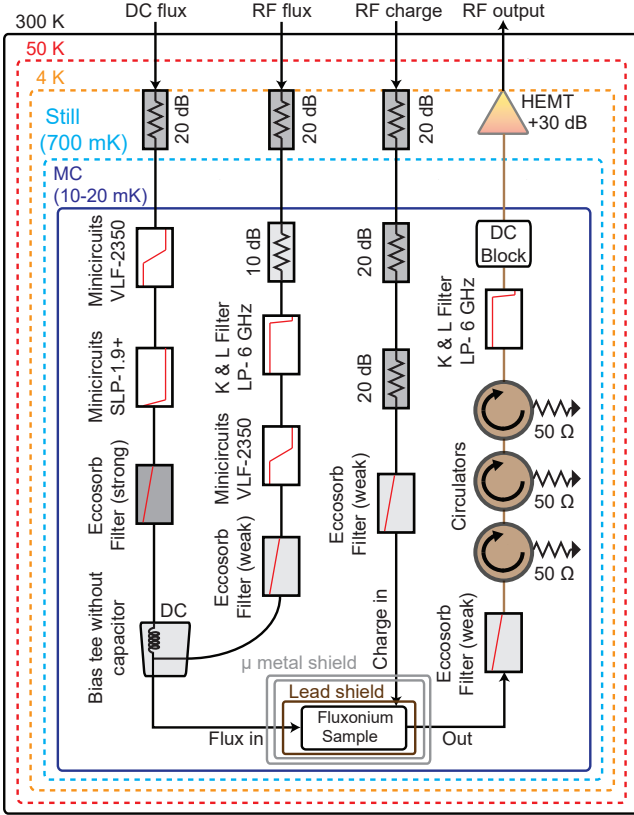 DC flux
RF flux
RF charge
RF output
300 K
50 K
4 K
Still
(700 mK)
MC
(10-20 mK)
20 dB
20 dB
20 dB
HEMT
+30 dB
Minicircuits
VLF-2350
10 dB
20 dB
DC
Block
K & L Filter
LP- 6 GHz
K & L Filter
LP- 6 GHz
Minicircuits
SLP-1.9+
20 dB
50 Ω
Minicircuits
VLF-2350
Circulators
50 Ω
Eccosorb
Filter (strong)
Eccosorb
Filter (weak)
50 Ω
Eccosorb
Filter (weak)
Bias tee without
capacitor
DC
Charge in
Eccosorb
Filter (weak)
μ metal shield
Lead shield
Fluxonium
Sample
Flux in
Out